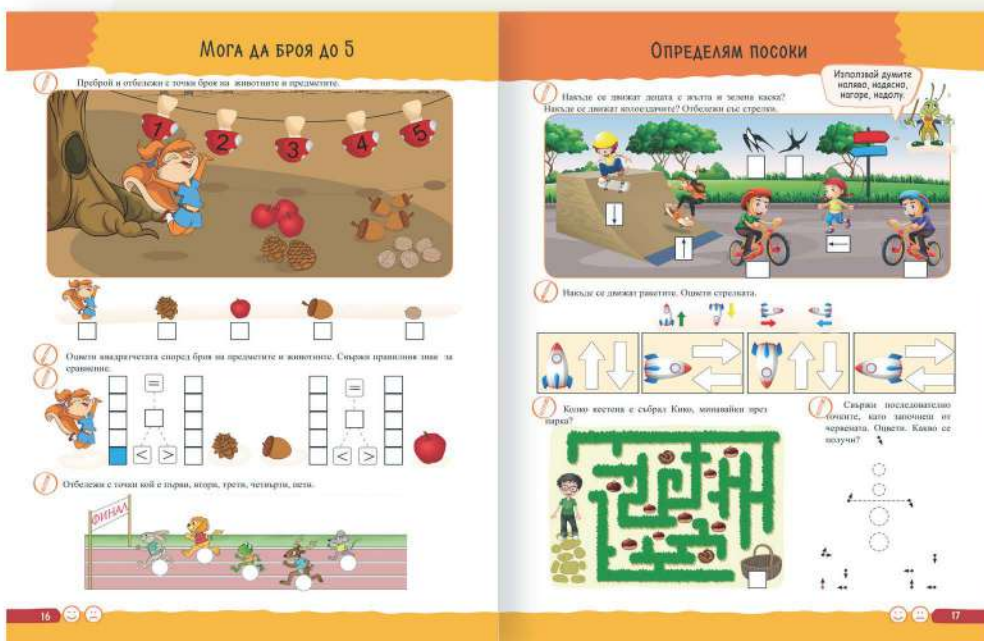 Мога да броя до 5
Преброй и отбележи с точки броя на животните и предметите.
1 2 3 4 5
Оцвети квадратчетата според броя на предметите и животните. Свържи правилния знак за
сравнение.
=
< >
=
< >
Отбележи с точки кой е първи, втори, трети, четвърти, пети.
ФИНАЛ
16
Определям посоки
Използвай думите
наляво, надясно,
нагоре, надолу.
Накъде се движат децата с жълта и зелена каска?
Накъде се движат колоездачите? Отбележи със стрелки.
Накъде се движат ракетите. Оцвети стрелката.
Колко кестена е събрал Кико, минавайки през
парка?
Свържи последователно
точките, като започнеш от
червената. Оцвети. Какво се
получи?
17